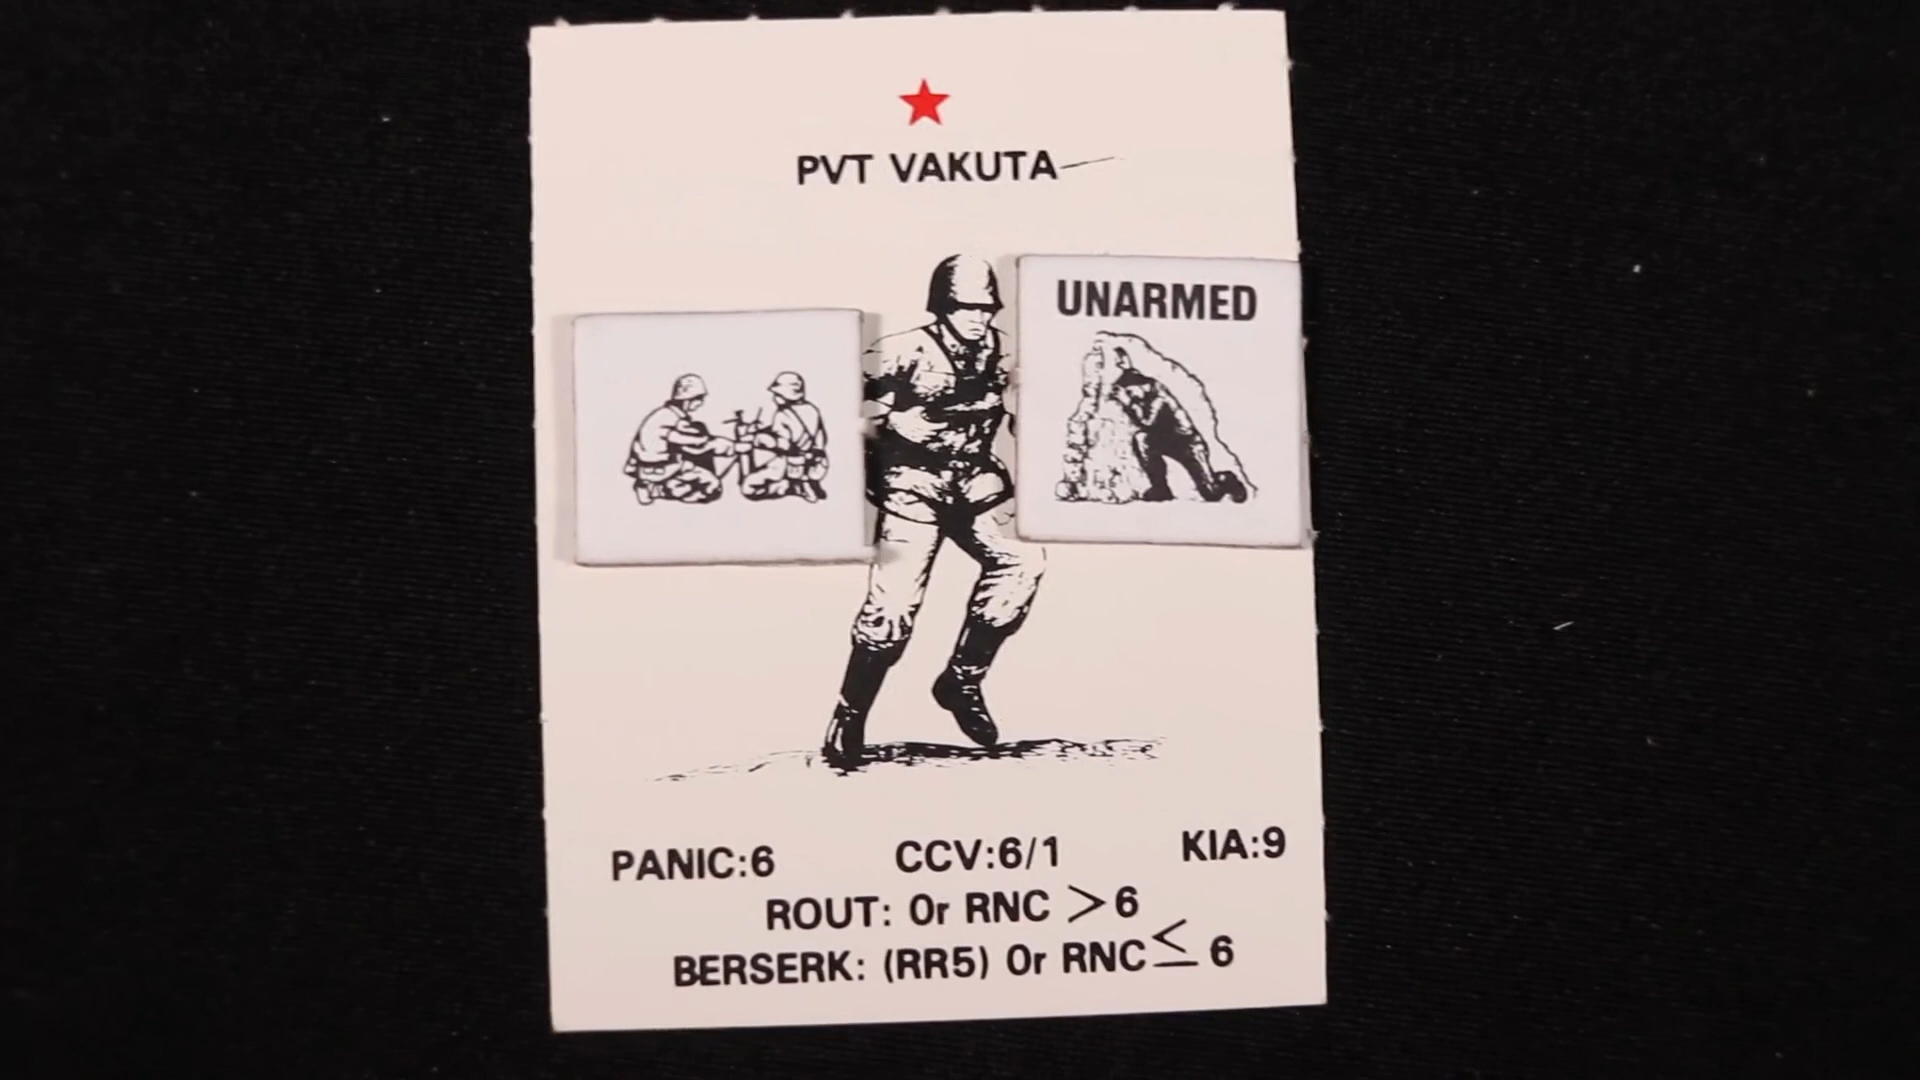 PVT VAKUTA
UNARMED
PANIC:6 CCV:6/1 KIA:9
ROUT: Or RNC > 6
BERSERK: (RR5) Or RNC ≤ 6